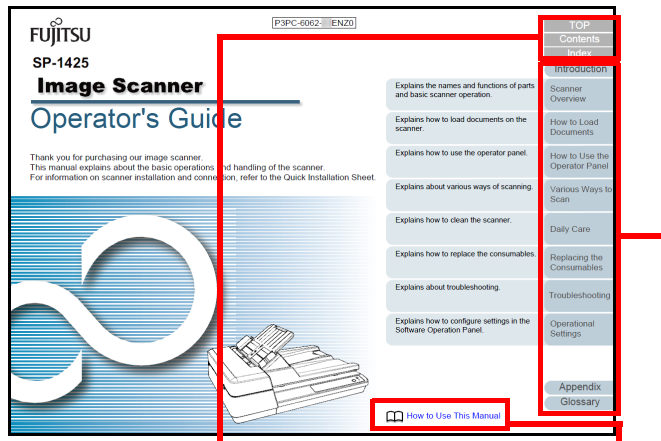 FUJITSU
P3PC-6062- ENZ0
TOP
Contents
Index
Introduction
SP-1425
Image Scanner
Operator's Guide
Thank you for purchasing our image scanner.
This manual explains about the basic operations and handling of the scanner.
For information on scanner installation and connection, refer to the Quick Installation Sheet.
Explains the names and functions of parts
and basic scanner operation.
Scanner
Overview
Explains how to load documents on the
scanner.
How to Load
Documents
Explains how to use the operator panel.
How to Use the
Operator Panel
Explains about various ways of scanning.
Various Ways to
Scan
Explains how to clean the scanner.
Daily Care
Explains how to replace the consumables.
Replacing the
Consumables
Explains about troubleshooting.
Troubleshooting
Explains how to configure settings in the
Software Operation Panel.
Operational
Settings
Appendix
Glossary
How to Use This Manual